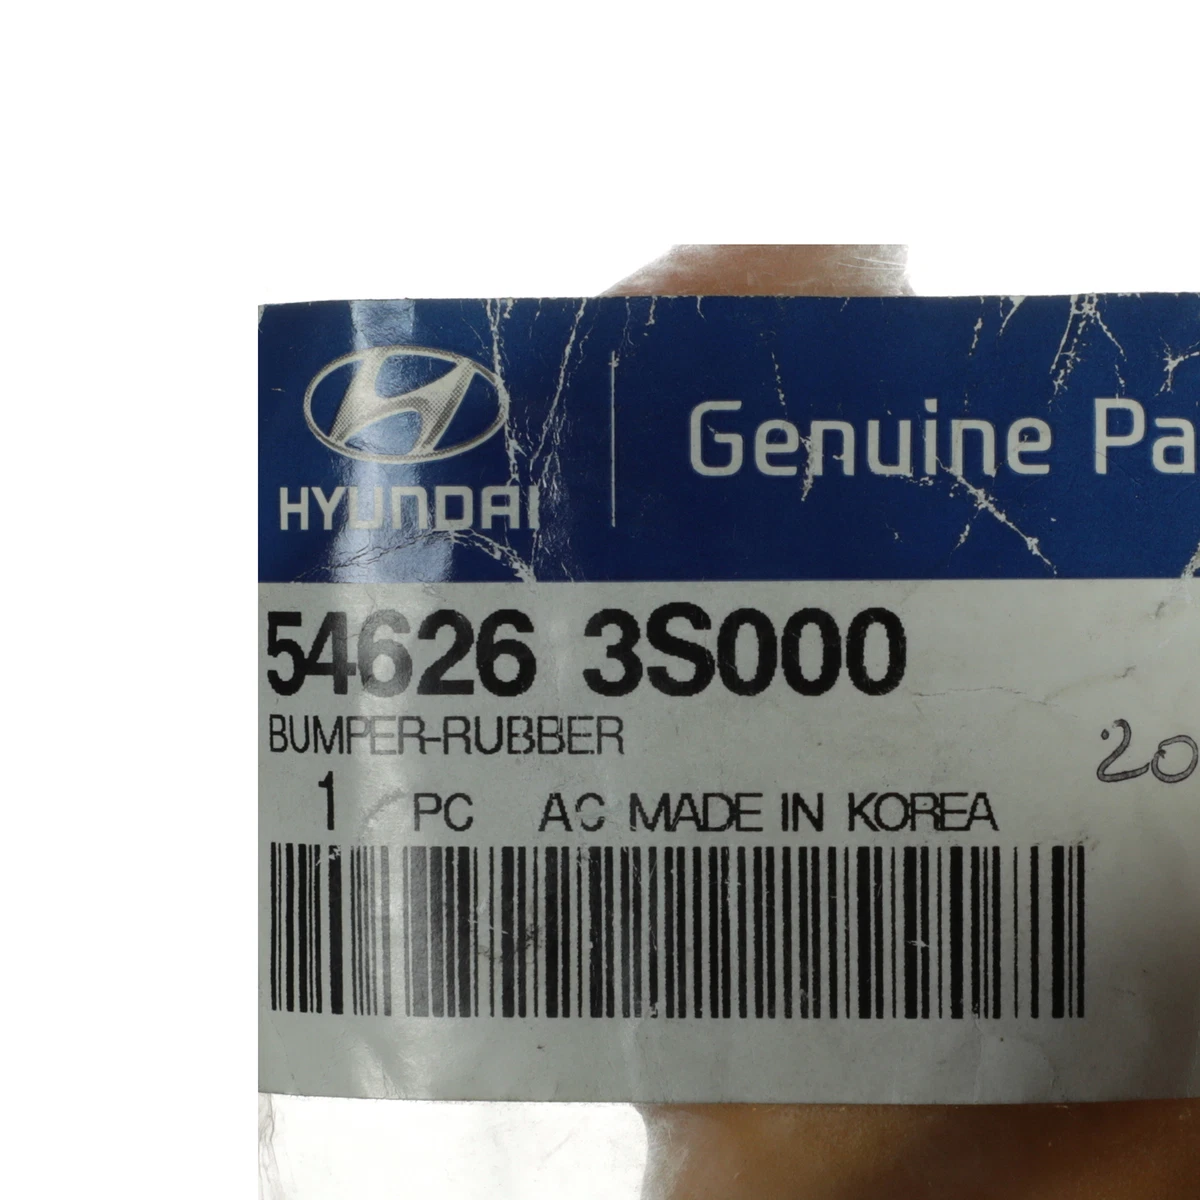 HYUNDAI
Genuine Pa
54626 3S000
BUMPER-RUBBER
20
1 PC AC MADE IN KOREA